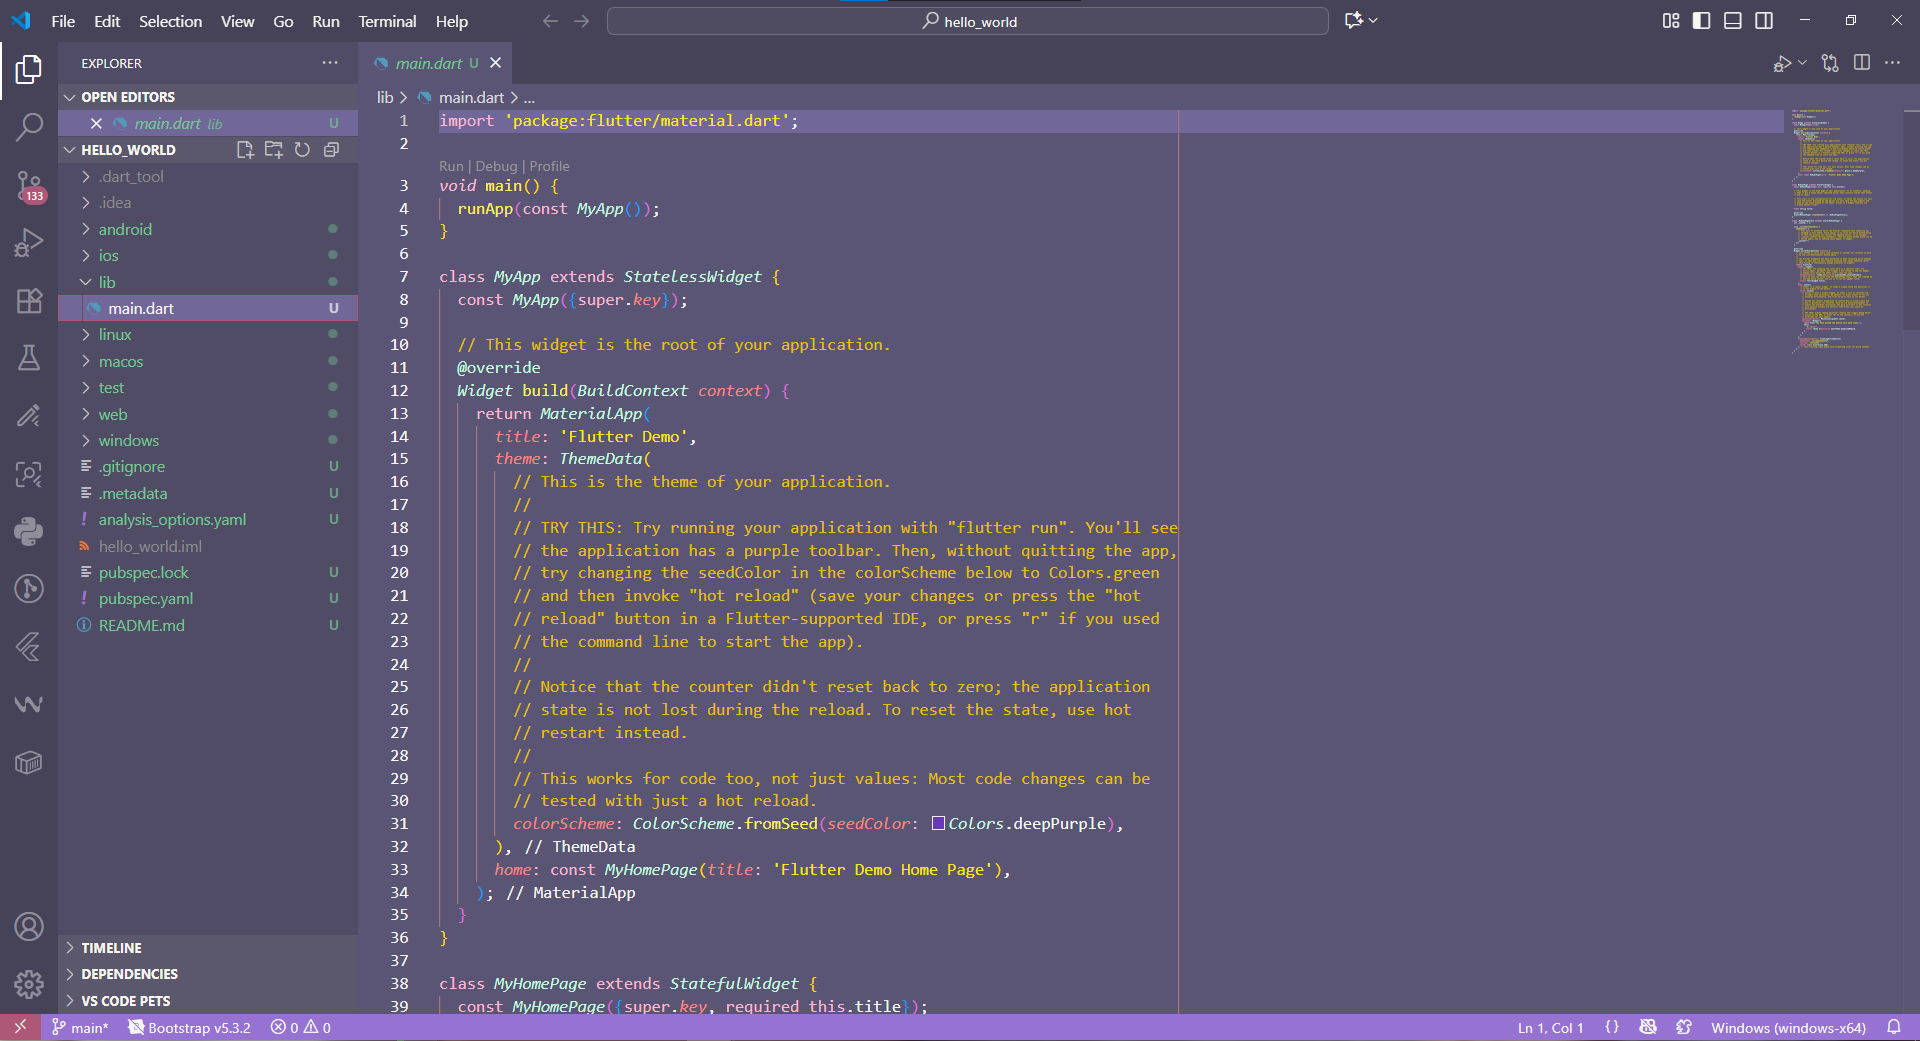 File Edit Selection View Go Run Terminal Help
hello_world
EXPLORER
OPEN EDITORS
main.dart lib U
HELLO_WORLD
.dart_tool
.idea
android
ios
lib
main.dart U
linux
macos
test
web
windows
.gitignore U
.metadata U
analysis_options.yaml U
hello_world.iml
pubspec.lock U
pubspec.yaml U
README.md U
TIMELINE
DEPENDENCIES
VS CODE PETS
133
main.dart U
lib > main.dart > ...
1 import 'package:flutter/material.dart';
2
Run | Debug | Profile
3 void main() {
4 runApp(const MyApp());
5 }
6
7 class MyApp extends StatelessWidget {
8 const MyApp({super.key});
9
10 // This widget is the root of your application.
11 @override
12 Widget build(BuildContext context) {
13 return MaterialApp(
14 title: 'Flutter Demo',
15 theme: ThemeData(
16 // This is the theme of your application.
17 //
18 // TRY THIS: Try running your application with "flutter run". You'll see
19 // the application has a purple toolbar. Then, without quitting the app,
20 // try changing the seedColor in the colorScheme below to Colors.green
21 // and then invoke "hot reload" (save your changes or press the "hot
22 // reload" button in a Flutter-supported IDE, or press "r" if you used
23 // the command line to start the app).
24 //
25 // Notice that the counter didn't reset back to zero; the application
26 // state is not lost during the reload. To reset the state, use hot
27 // restart instead.
28 //
29 // This works for code too, not just values: Most code changes can be
30 // tested with just a hot reload.
31 colorScheme: ColorScheme.fromSeed(seedColor: Colors.deepPurple),
32 ), // ThemeData
33 home: const MyHomePage(title: 'Flutter Demo Home Page'),
34 ); // MaterialApp
35 }
36 }
37
38 class MyHomePage extends StatefulWidget {
39 const MyHomePage({super.key, required this.title});
main* Bootstrap v5.3.2 0 0
Ln 1, Col 1 {} Windows (windows-x64)